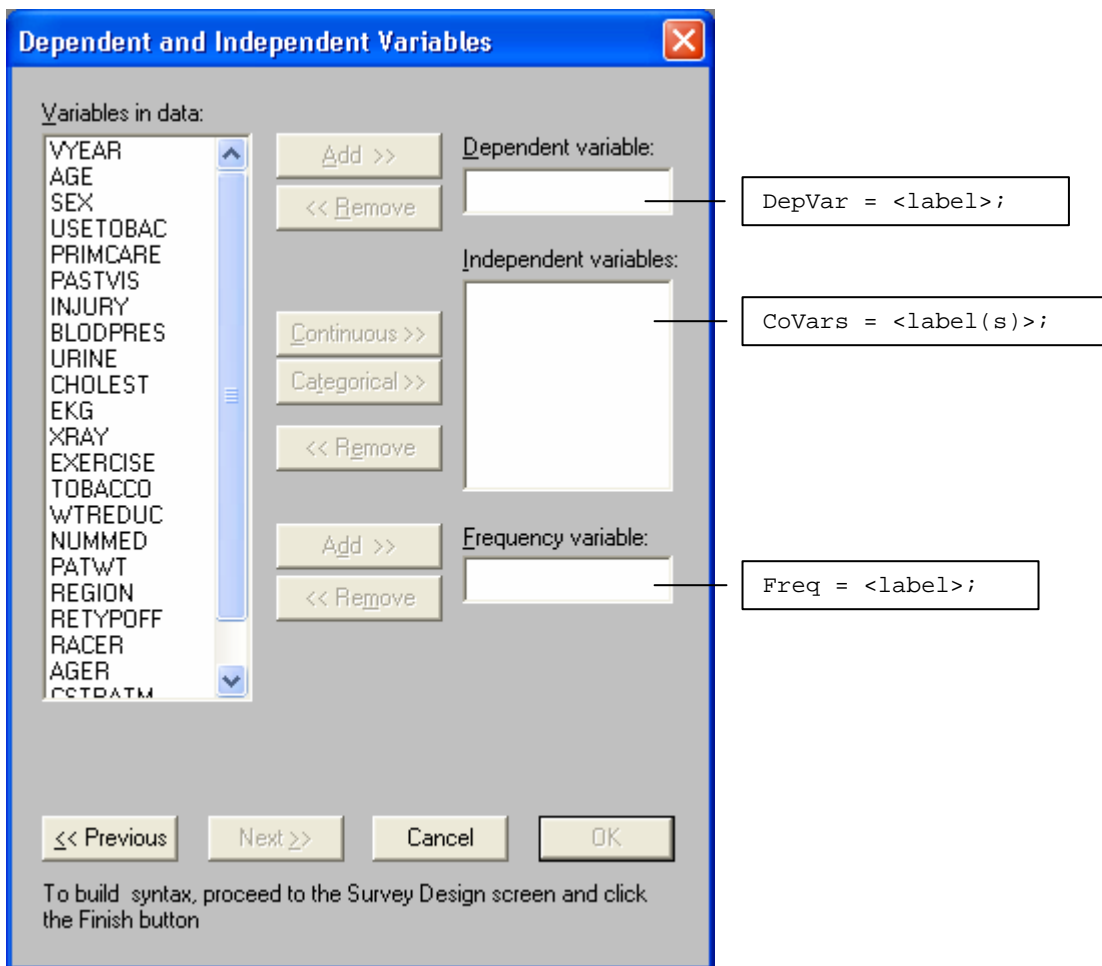 Dependent and Independent Variables
Variables in data:
VYEAR
AGE
SEX
USETOBAC
PRIMCARE
PASTVIS
INJURY
BLODPRES
URINE
CHOLEST
EKG
XRAY
EXERCISE
TOBACCO
WTREDUC
NUMMED
PATWT
REGION
RETYPOFF
RACER
AGER
CSTRATM
Add >>
<< Remove
Dependent variable:
DepVar = <label>;
Independent variables:
Continuous >>
Categorical >>
<< Remove
CoVars = <label(s)>;
Add >>
<< Remove
Frequency variable:
Freq = <label>;
<< Previous
Next >>
Cancel
OK
To build syntax, proceed to the Survey Design screen and click
the Finish button